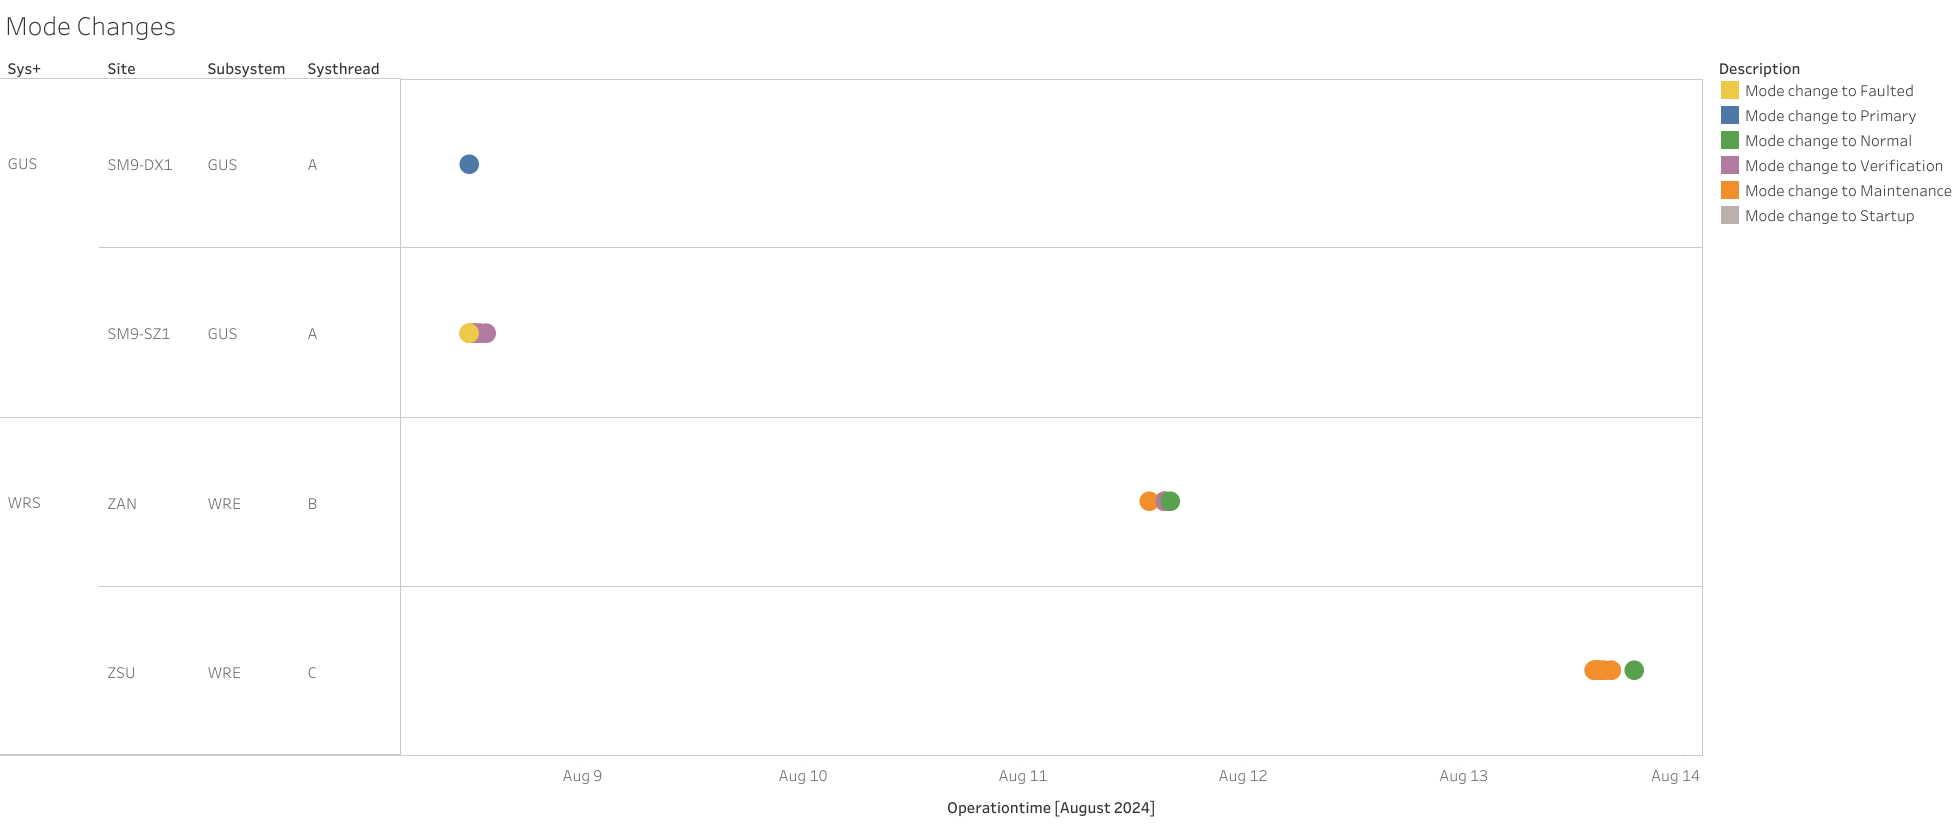 Mode Changes
Sys+ Site Subsystem Systhread
GUS SM9-DX1 GUS A
SM9-SZ1 GUS A
WRS ZAN WRE B
ZSU WRE C
Aug 9 Aug 10 Aug 11 Aug 12 Aug 13 Aug 14
Operationtime [August 2024]
Description
Mode change to Faulted
Mode change to Primary
Mode change to Normal
Mode change to Verification
Mode change to Maintenance
Mode change to Startup